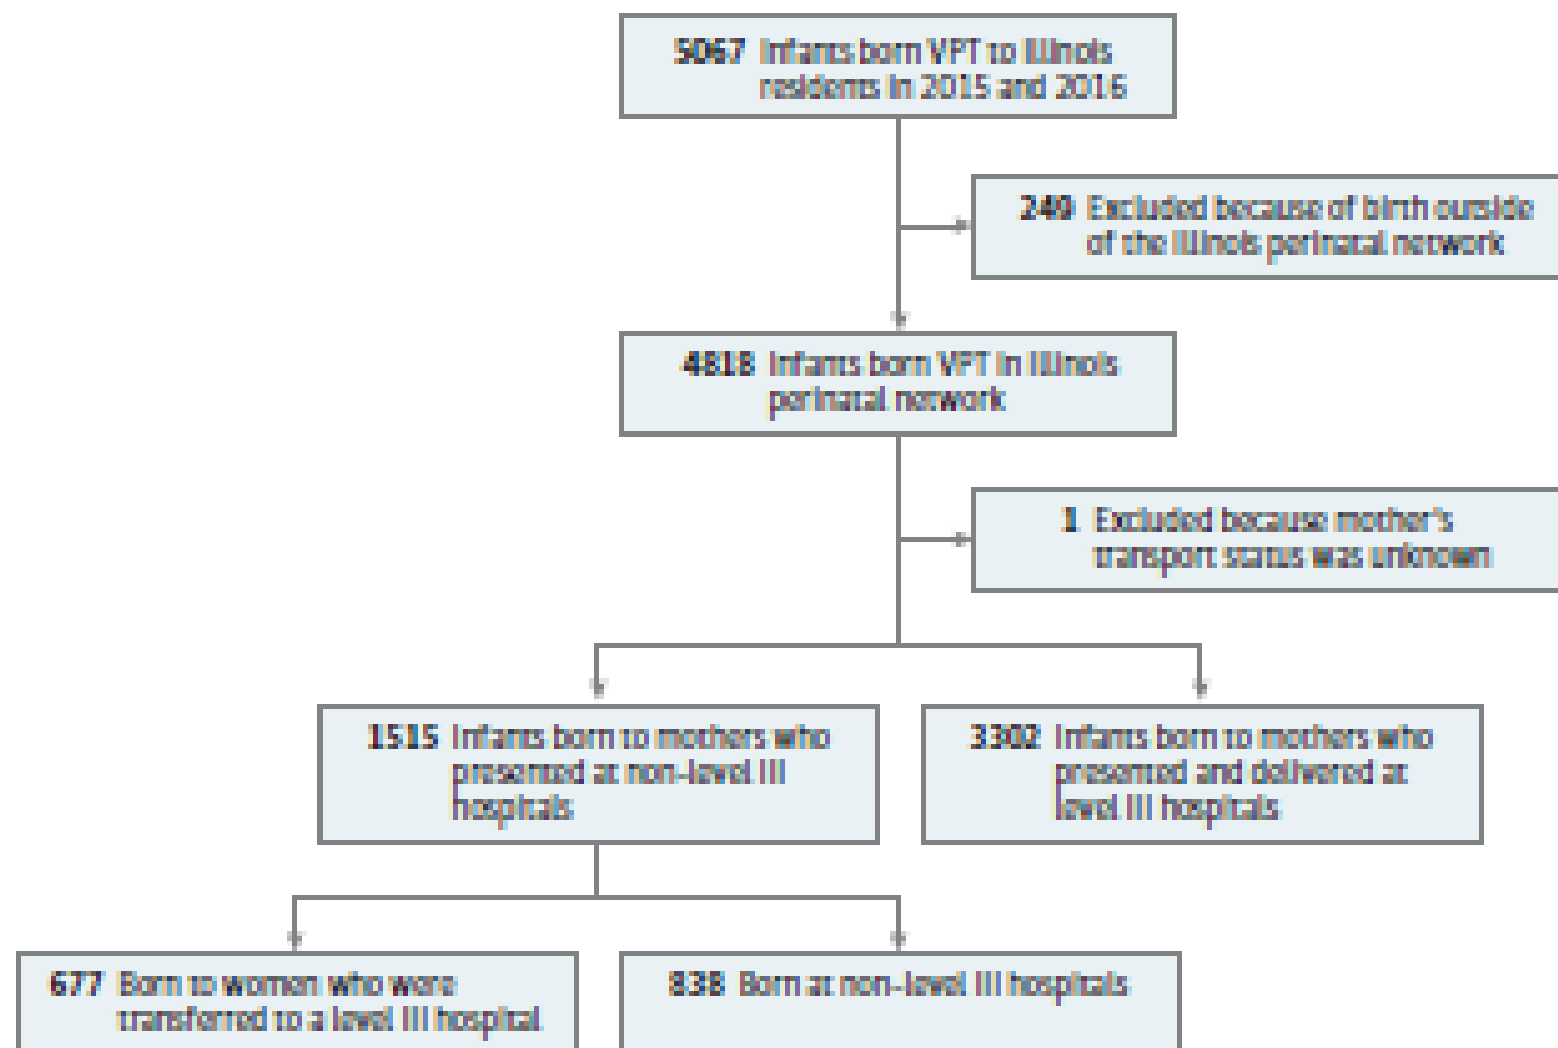 5067 Infants born VPT to Illinois
residents in 2015 and 2016
249 Excluded because of birth outside
of the Illinois perinatal network
4818 Infants born VPT in Illinois
perinatal network
1 Excluded because mother's
transport status was unknown
1515 Infants born to mothers who
presented at non-level III
hospitals
3302 Infants born to mothers who
presented and delivered at
level III hospitals
677 Born to women who were
transferred to a level III hospital
838 Born at non-level III hospitals